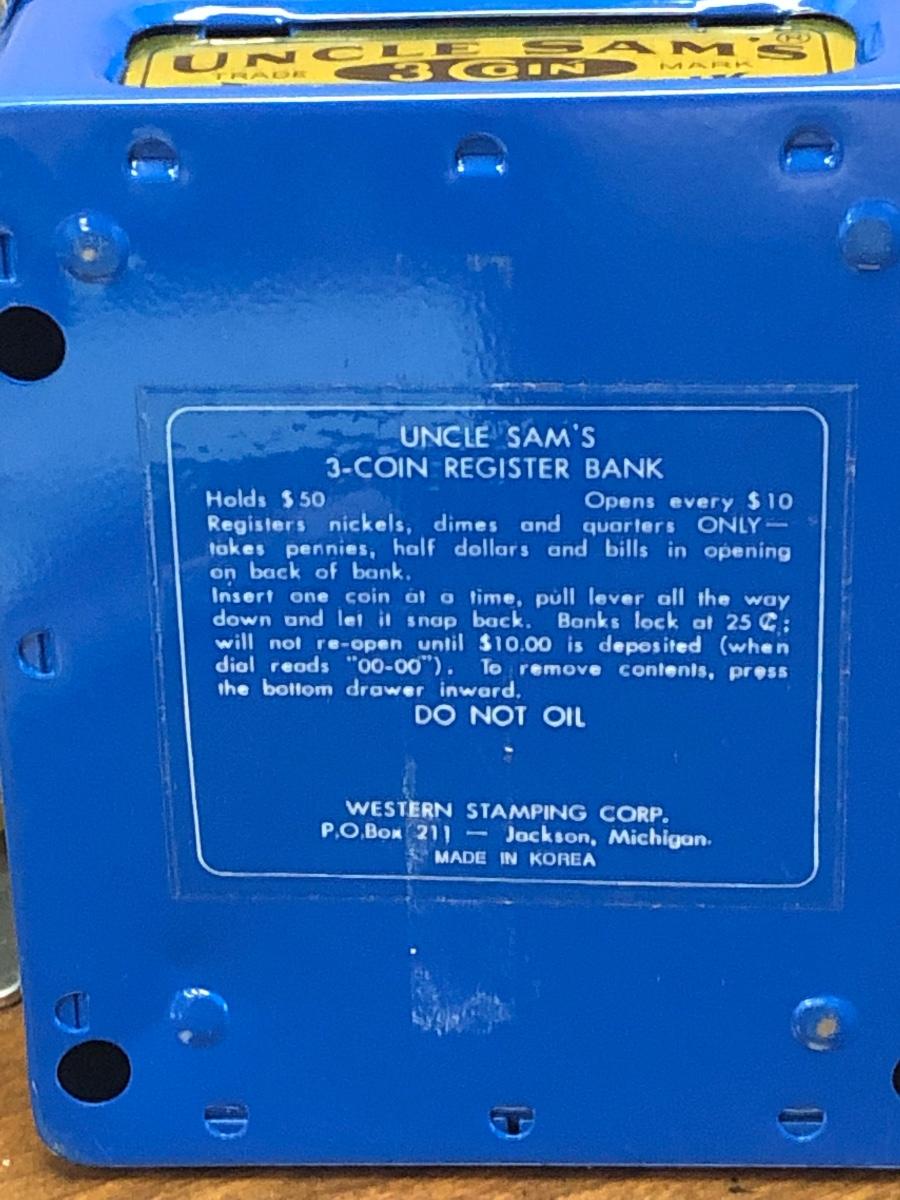 UNCLE SAM'S®
TRADE 3 COIN MARK
UNCLE SAM'S
3-COIN REGISTER BANK
Holds $50 Opens every $10
Registers nickels, dimes and quarters ONLY—
takes pennies, half dollars and bills in opening
on back of bank.
Insert one coin at a time, pull lever all the way
down and let it snap back. Banks lock at 25 ₵;
will not re-open until $10.00 is deposited (when
dial reads "00-00"). To remove contents, press
the bottom drawer inward.
DO NOT OIL
WESTERN STAMPING CORP.
P.O.Box 211 — Jackson, Michigan.
MADE IN KOREA